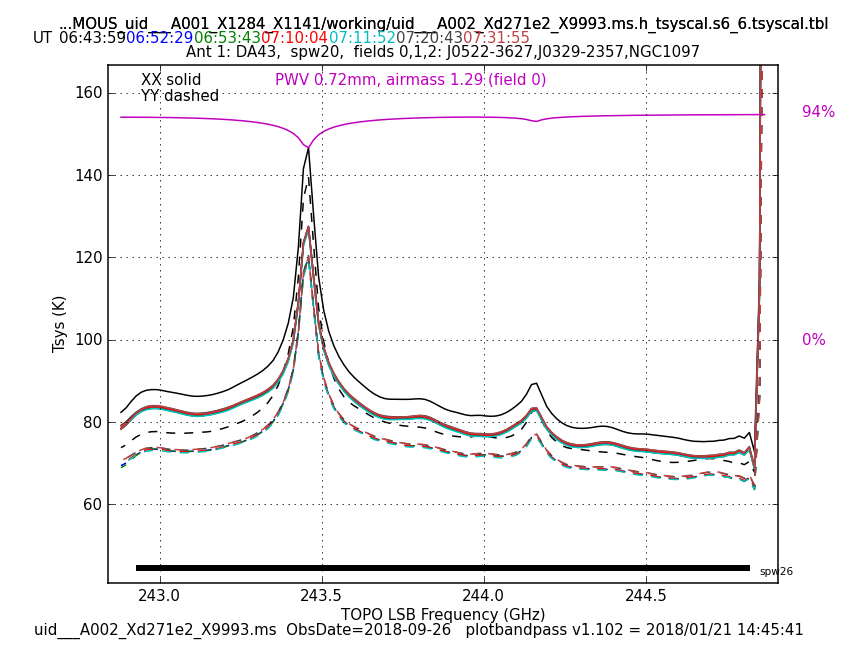 ...MOUS_uid___A001_X1284_X1141/working/uid___A002_Xd271e2_X9993.ms.h_tsyscal.s6_6.tsyscal.tbl
UT 06:43:59 06:52:29 06:53:43 07:10:04 07:11:52 07:20:43 07:31:55
Ant 1: DA43,  spw20,  fields 0,1,2: J0522-3627,J0329-2357,NGC1097
XX solid
PWV 0.72mm, airmass 1.29 (field 0)
YY dashed
160
140
120
100
80
60
94%
0%
Tsys (K)
spw26
243.0 243.5 244.0 244.5
TOPO LSB Frequency (GHz)
uid___A002_Xd271e2_X9993.ms  ObsDate=2018-09-26   plotbandpass v1.102 = 2018/01/21 14:45:41